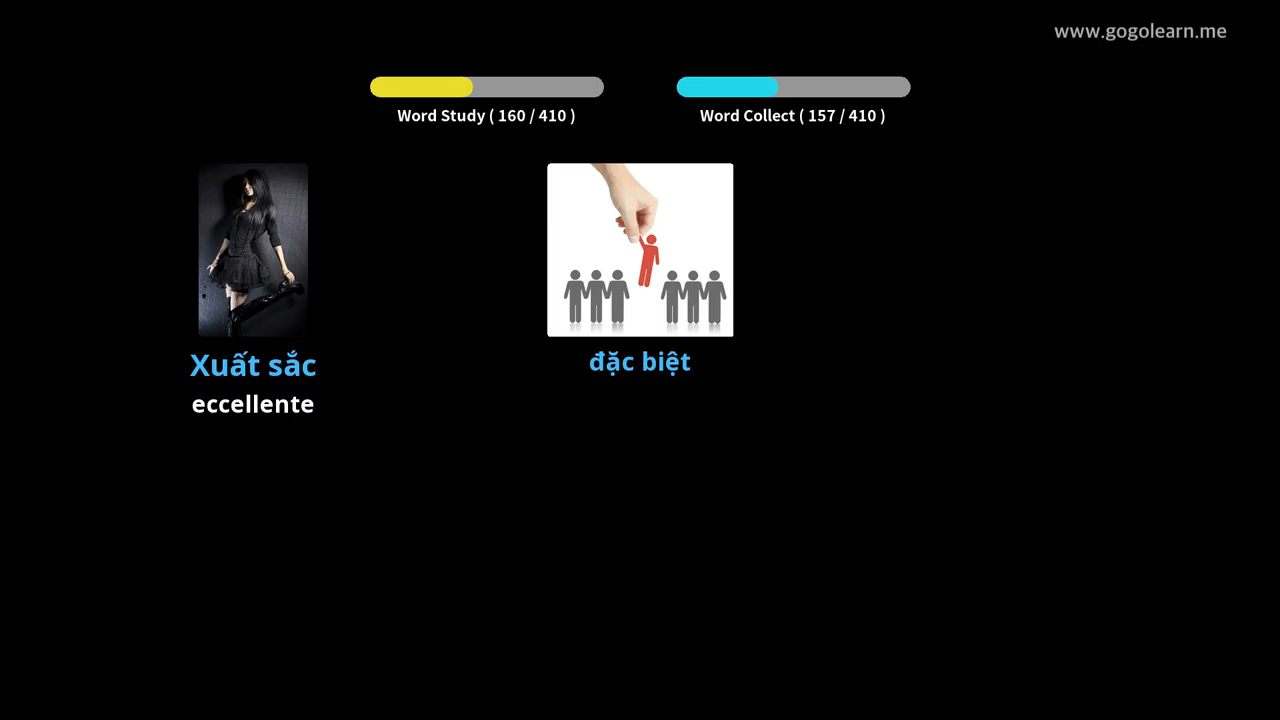 www.gogolearn.me
Word Study ( 160 / 410 )
Word Collect ( 157 / 410 )
Xuất sắc
eccellente
đặc biệt